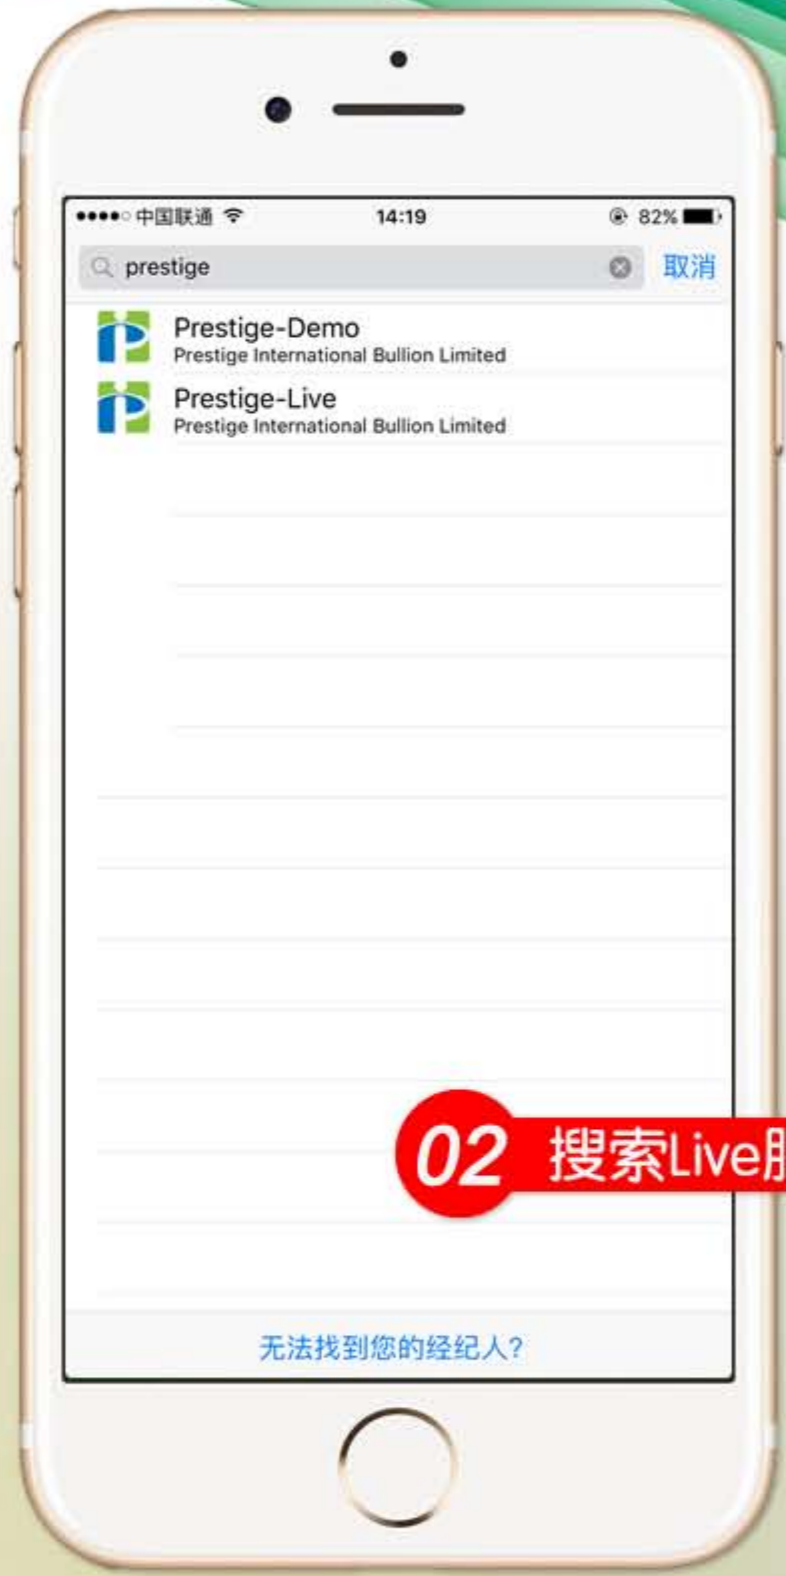 中国联通 14:19 82%
prestige 取消
Prestige-Demo
Prestige International Bullion Limited
Prestige-Live
Prestige International Bullion Limited
02 搜索Live
无法找到您的经纪人?